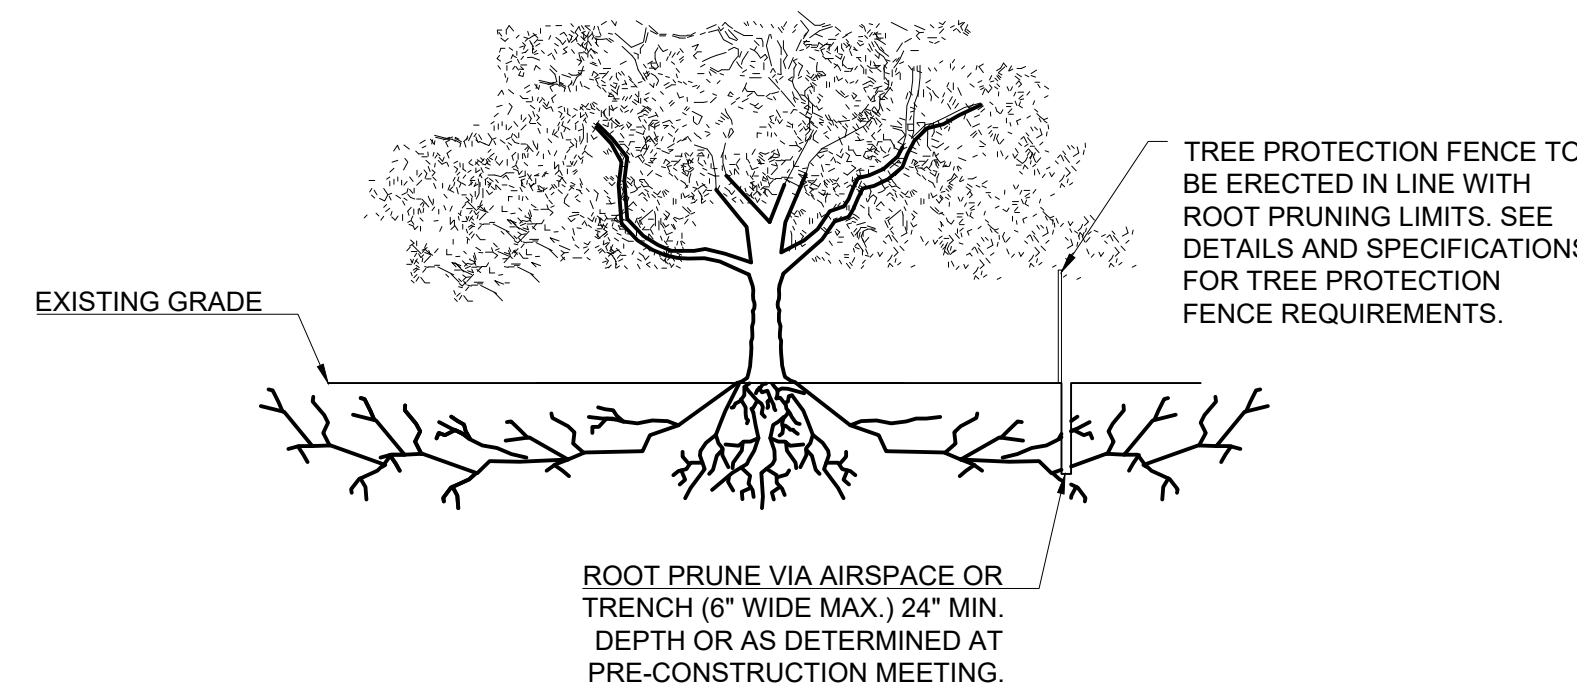 EXISTING GRADE
TREE PROTECTION FENCE TO
BE ERECTED IN LINE WITH
ROOT PRUNING LIMITS. SEE
DETAILS AND SPECIFICATIONS
FOR TREE PROTECTION
FENCE REQUIREMENTS.
ROOT PRUNE VIA AIRSPACE OR
TRENCH (6" WIDE MAX.) 24" MIN.
DEPTH OR AS DETERMINED AT
PRE-CONSTRUCTION MEETING.